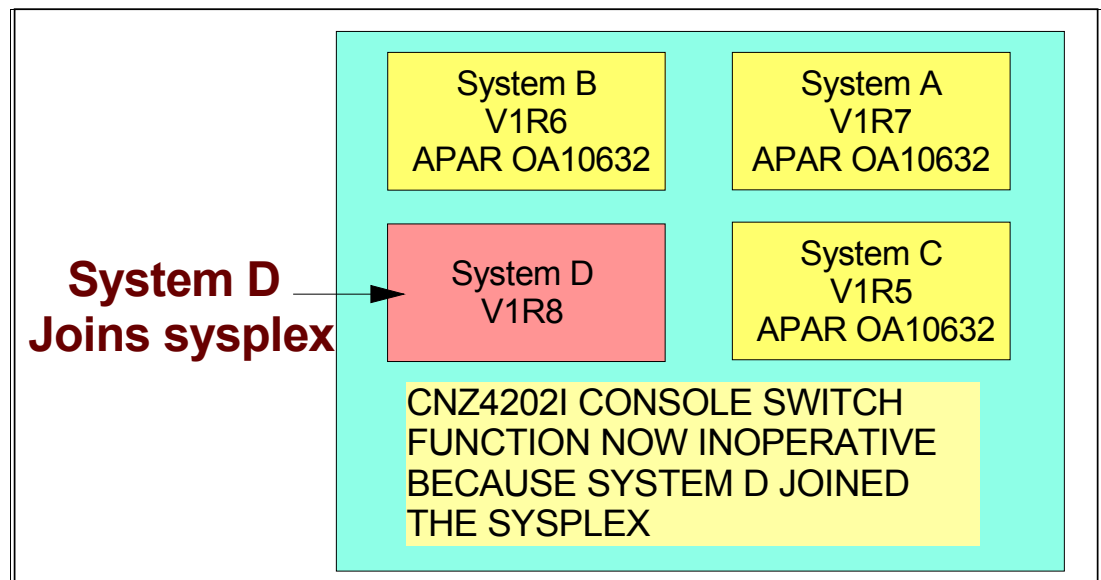 System B
V1R6
APAR OA10632
System A
V1R7
APAR OA10632
System D
Joins sysplex
System D
V1R8
System C
V1R5
APAR OA10632
CNZ4202I CONSOLE SWITCH
FUNCTION NOW INOPERATIVE
BECAUSE SYSTEM D JOINED
THE SYSPLEX